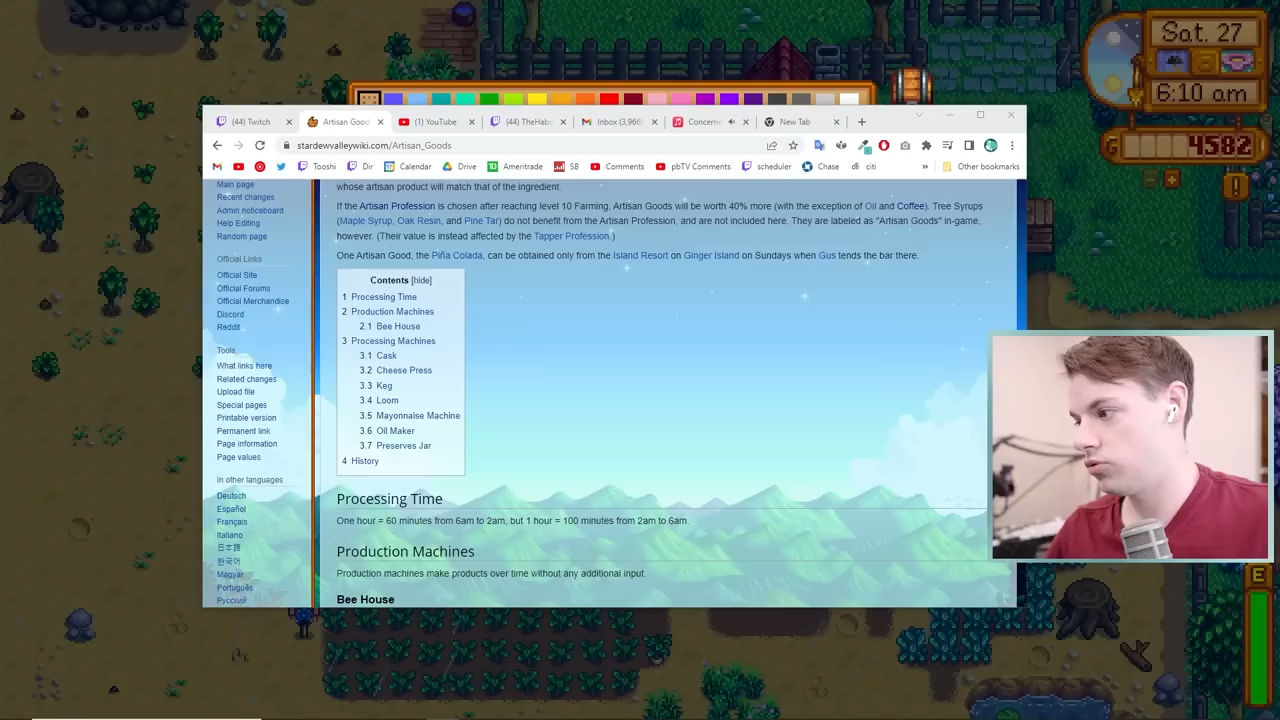 Sat. 27
6:10 am
G 4582
E
(44) Twitch
Artisan Good
(1) YouTube
(44) TheHabo
Inbox (3,966)
Concerne
New Tab
stardewvalleywiki.com/Artisan_Goods
Tooshi
Dir
Calendar
Drive
Ameritrade
SB
Comments
pbTV Comments
scheduler
Chase
dll
citi
»
Other bookmarks
Main page
Recent changes
Admin noticeboard
Help Editing
Random page
Official Links
Official Site
Official Forums
Official Merchandise
Discord
Reddit
Tools
What links here
Related changes
Upload file
Special pages
Printable version
Permanent link
Page information
Page values
In other languages
Deutsch
Español
Français
Italiano
日本語
한국어
Magyar
Português
Русский
whose artisan product will match that of the ingredient.
If the Artisan Profession is chosen after reaching level 10 Farming, Artisan Goods will be worth 40% more (with the exception of Oil and Coffee). Tree Syrups
(Maple Syrup, Oak Resin, and Pine Tar) do not benefit from the Artisan Profession, and are not included here. They are labeled as "Artisan Goods" in-game,
however. (Their value is instead affected by the Tapper Profession.)
One Artisan Good, the Piña Colada, can be obtained only from the Island Resort on Ginger Island on Sundays when Gus tends the bar there.
Contents [hide]
1 Processing Time
2 Production Machines
2.1 Bee House
3 Processing Machines
3.1 Cask
3.2 Cheese Press
3.3 Keg
3.4 Loom
3.5 Mayonnaise Machine
3.6 Oil Maker
3.7 Preserves Jar
4 History
Processing Time
One hour = 60 minutes from 6am to 2am, but 1 hour = 100 minutes from 2am to 6am.
Production Machines
Production machines make products over time without any additional input.
Bee House